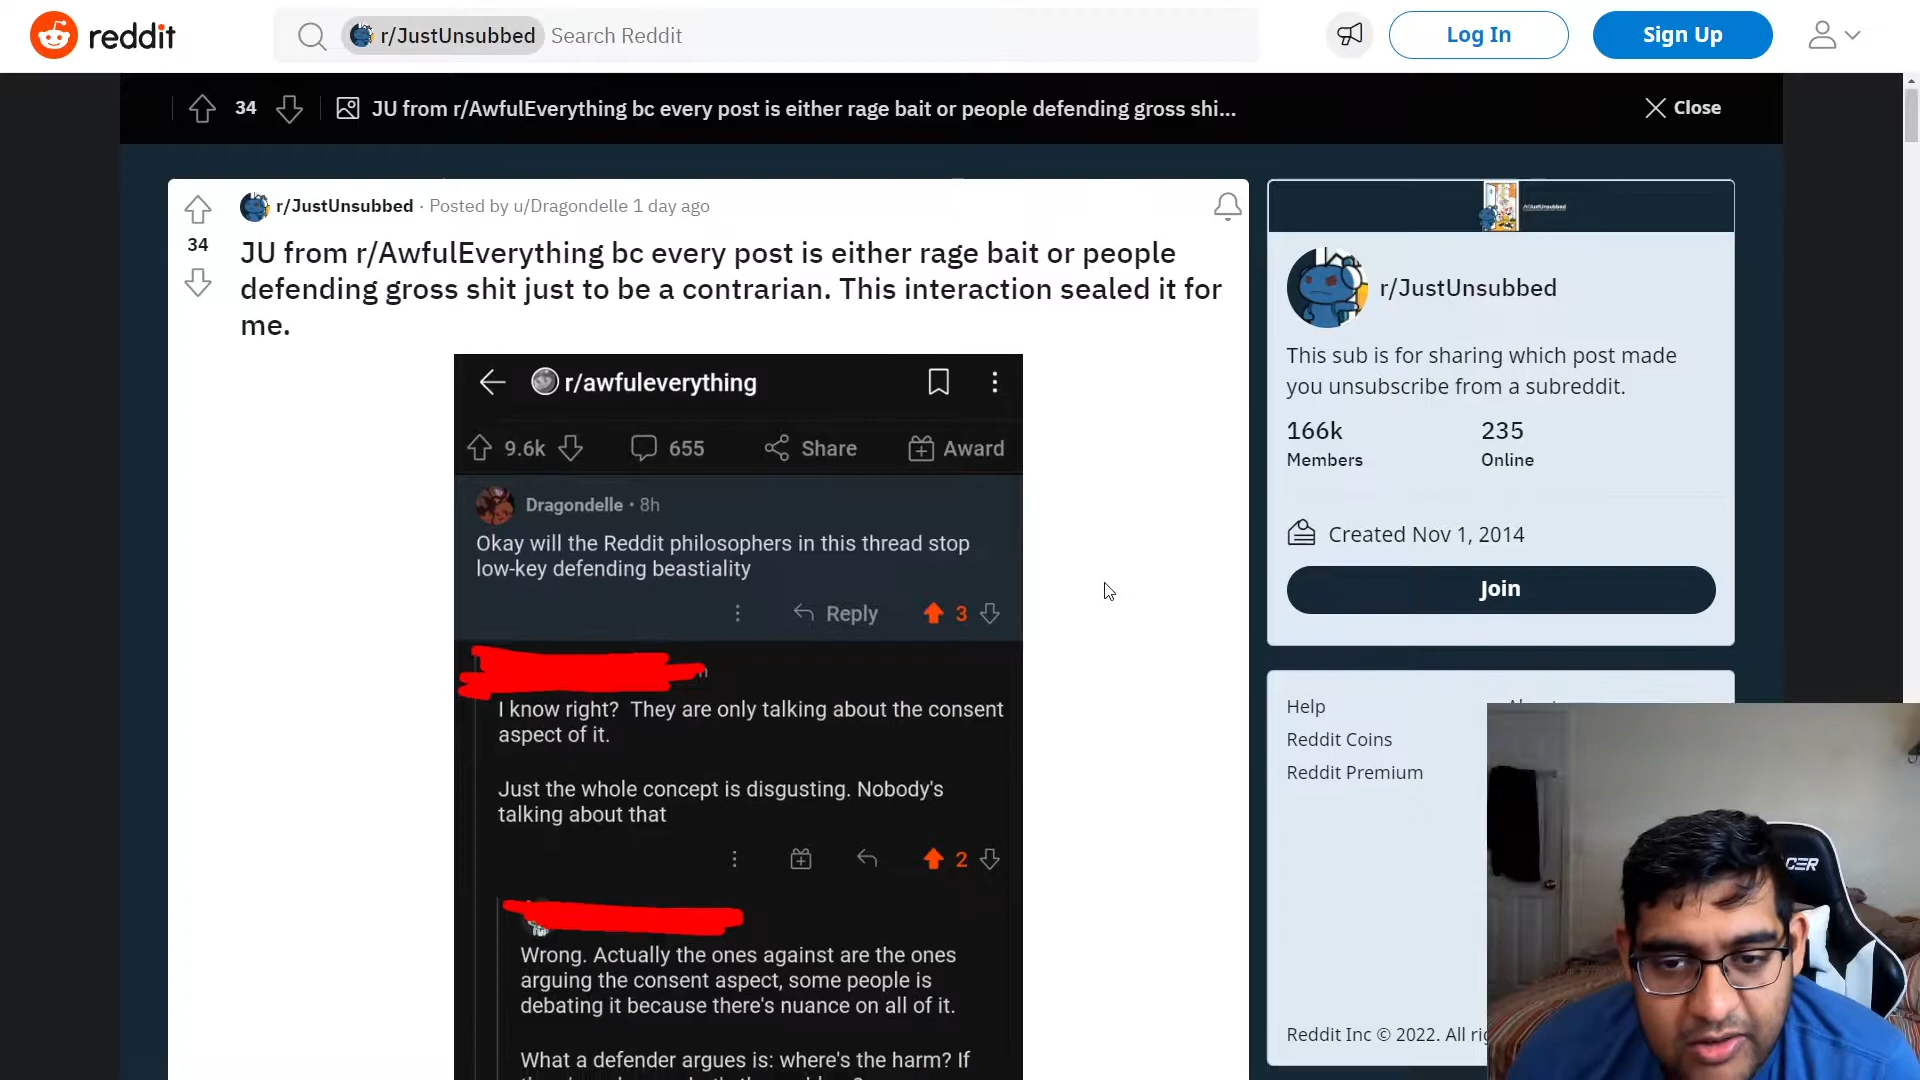 reddit
r/JustUnsubbed Search Reddit
Log In
Sign Up
34
JU from r/AwfulEverything bc every post is either rage bait or people defending gross shi...
Close
r/JustUnsubbed · Posted by u/Dragondelle 1 day ago
34
JU from r/AwfulEverything bc every post is either rage bait or people
defending gross shit just to be a contrarian. This interaction sealed it for
me.
r/awfuleverything
9.6k
655
Share
Award
Dragondelle • 8h
Okay will the Reddit philosophers in this thread stop
low-key defending beastiality
Reply
3
I know right? They are only talking about the consent
aspect of it.
Just the whole concept is disgusting. Nobody's
talking about that
2
Wrong. Actually the ones against are the ones
arguing the consent aspect, some people is
debating it because there's nuance on all of it.
What a defender argues is: where's the harm? If
r/JustUnsubbed
This sub is for sharing which post made
you unsubscribe from a subreddit.
166k
Members
235
Online
Created Nov 1, 2014
Join
Help
Reddit Coins
Reddit Premium
Reddit Inc © 2022. All
CER